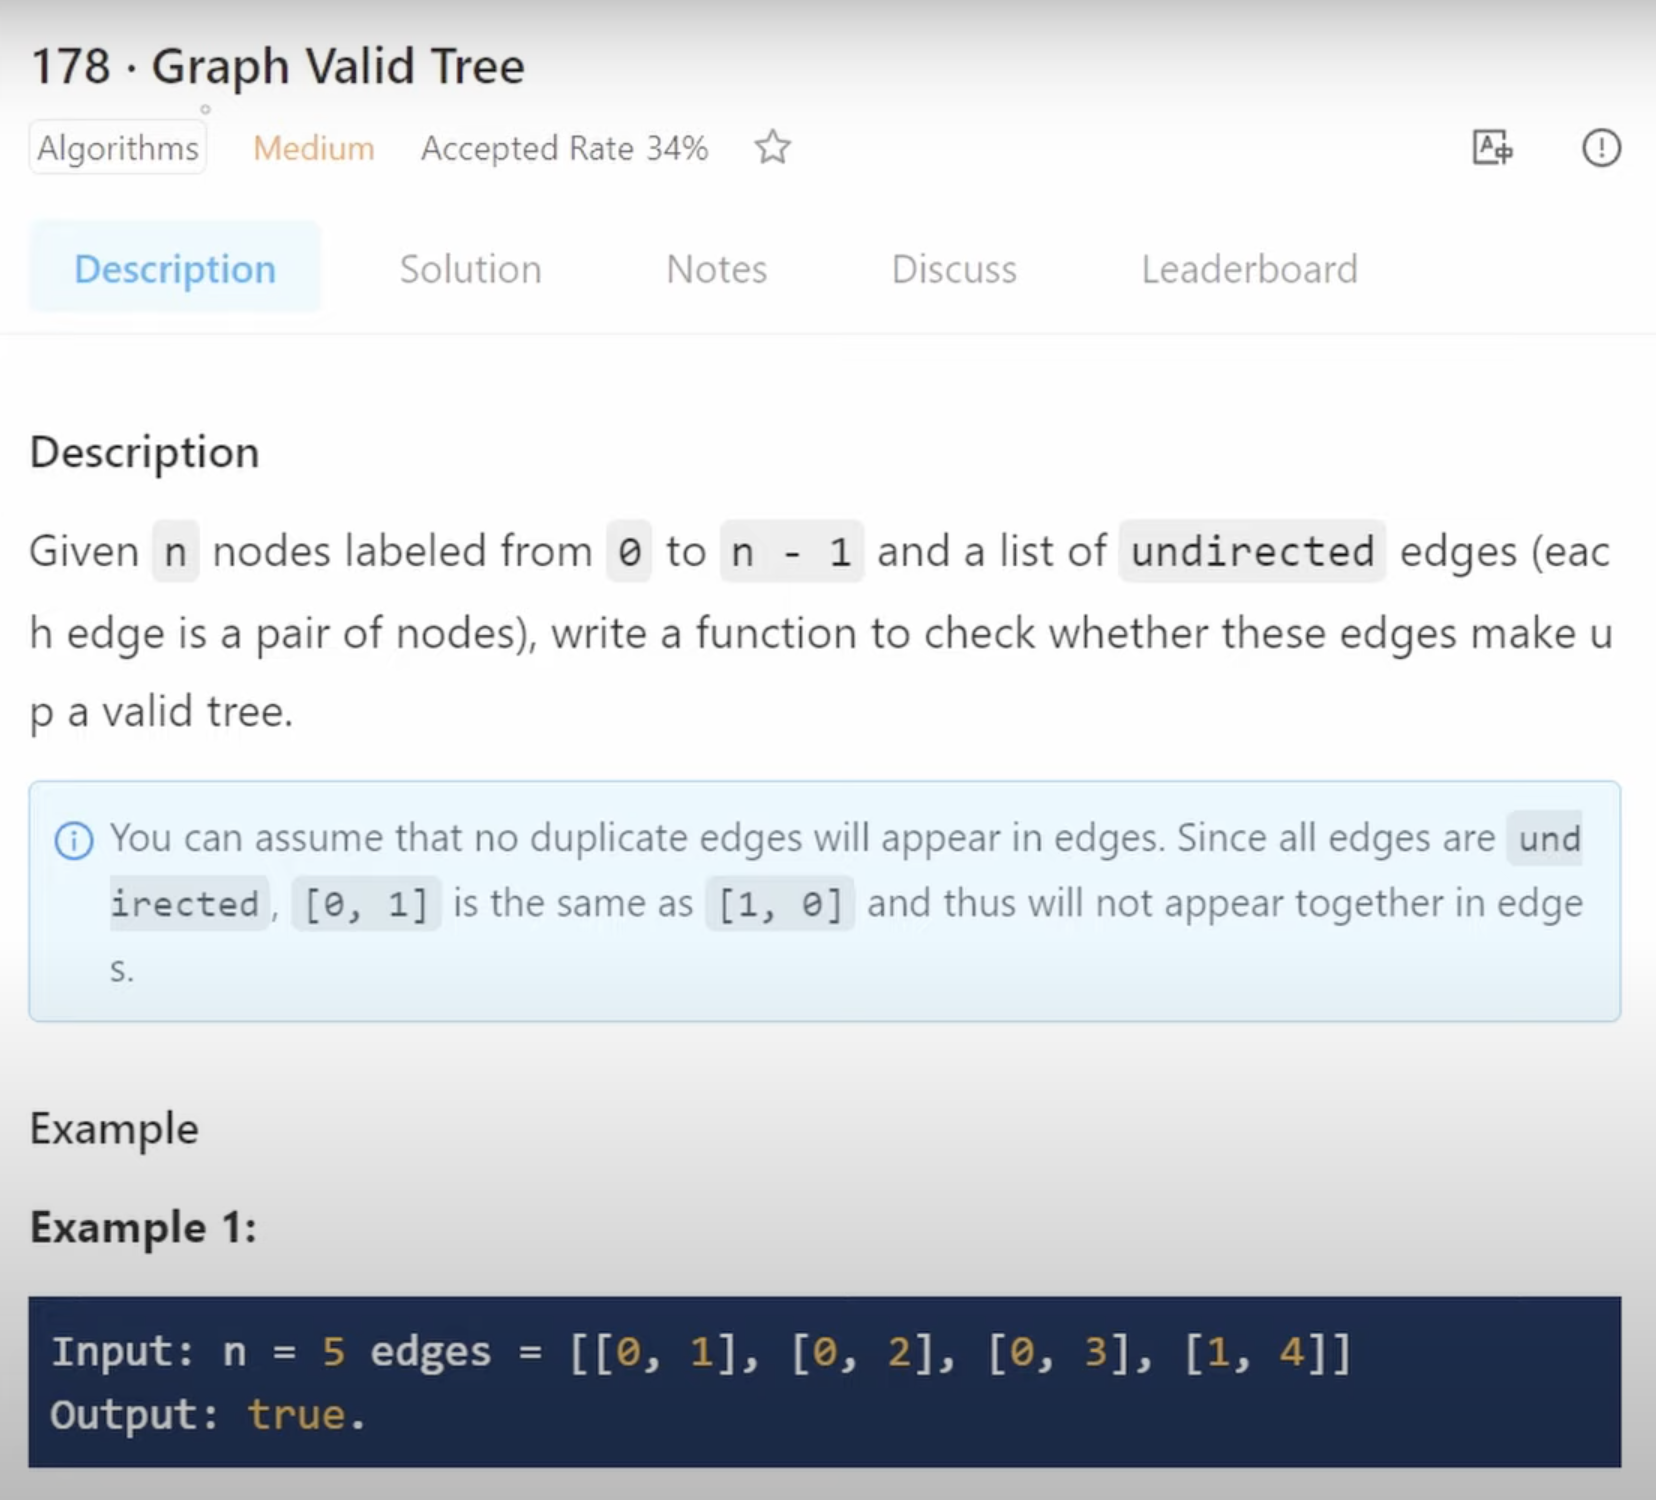 178 · Graph Valid Tree
Algorithms Medium Accepted Rate 34%
Description Solution Notes Discuss Leaderboard
Description
Given n nodes labeled from 0 to n - 1 and a list of undirected edges (eac
h edge is a pair of nodes), write a function to check whether these edges make u
p a valid tree.
You can assume that no duplicate edges will appear in edges. Since all edges are und
irected, [0, 1] is the same as [1, 0] and thus will not appear together in edge
s.
Example
Example 1:
Input: n = 5 edges = [[0, 1], [0, 2], [0, 3], [1, 4]]
Output: true.